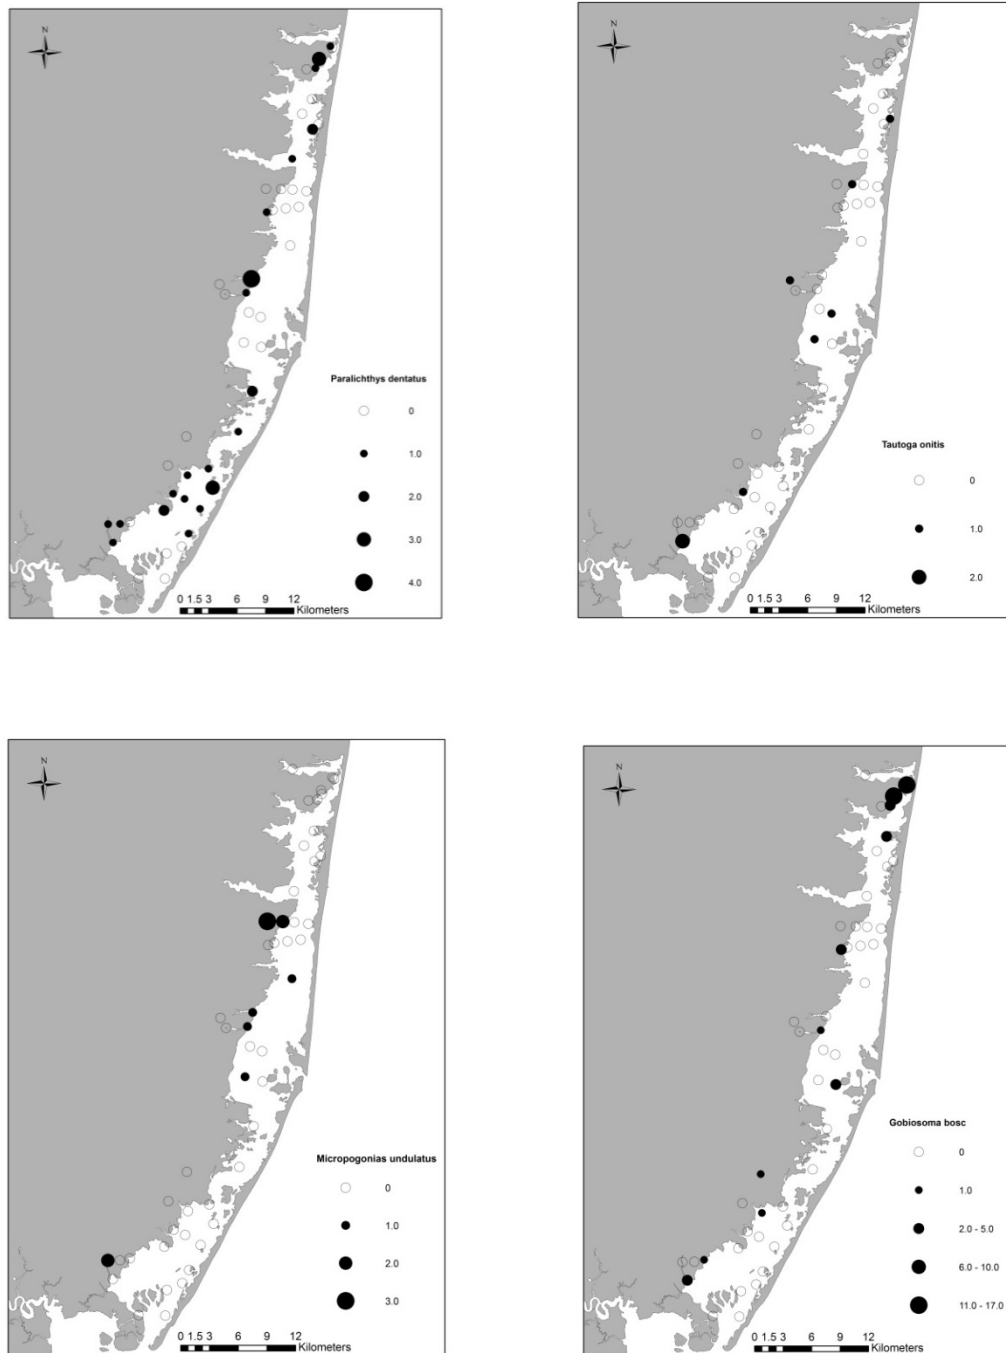 N
Paralichthys dentatus
0
1.0
2.0
3.0
4.0
0 1.5 3 6 9 12
Kilometers
N
Tautoga onitis
0
1.0
2.0
0 1.5 3 6 9 12
Kilometers
N
Micropogonias undulatus
0
1.0
2.0
3.0
0 1.5 3 6 9 12
Kilometers
N
Gobiosoma bosc
0
1.0
2.0 - 5.0
6.0 - 10.0
11.0 - 17.0
0 1.5 3 6 9 12
Kilometers